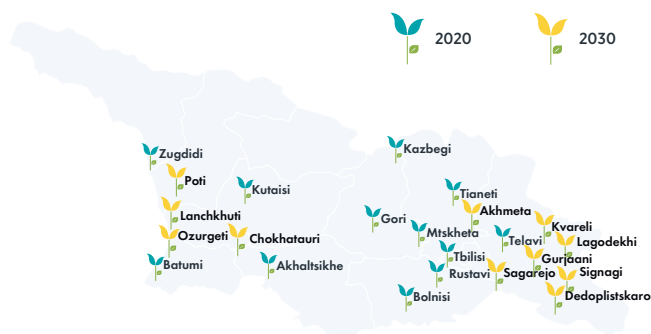 2020
2030
Zugdidi
Poti
Kutaisi
Lanchkhuti
Ozurgeti
Chokhatauri
Batumi
Akhaltsikhe
Kazbegi
Tianeti
Gori
Akhmeta
Mtskheta
Kvareli
Telavi
Lagodekhi
Tbilisi
Gurjaani
Rustavi
Sagarejo
Signagi
Bolnisi
Dedoplistskaro